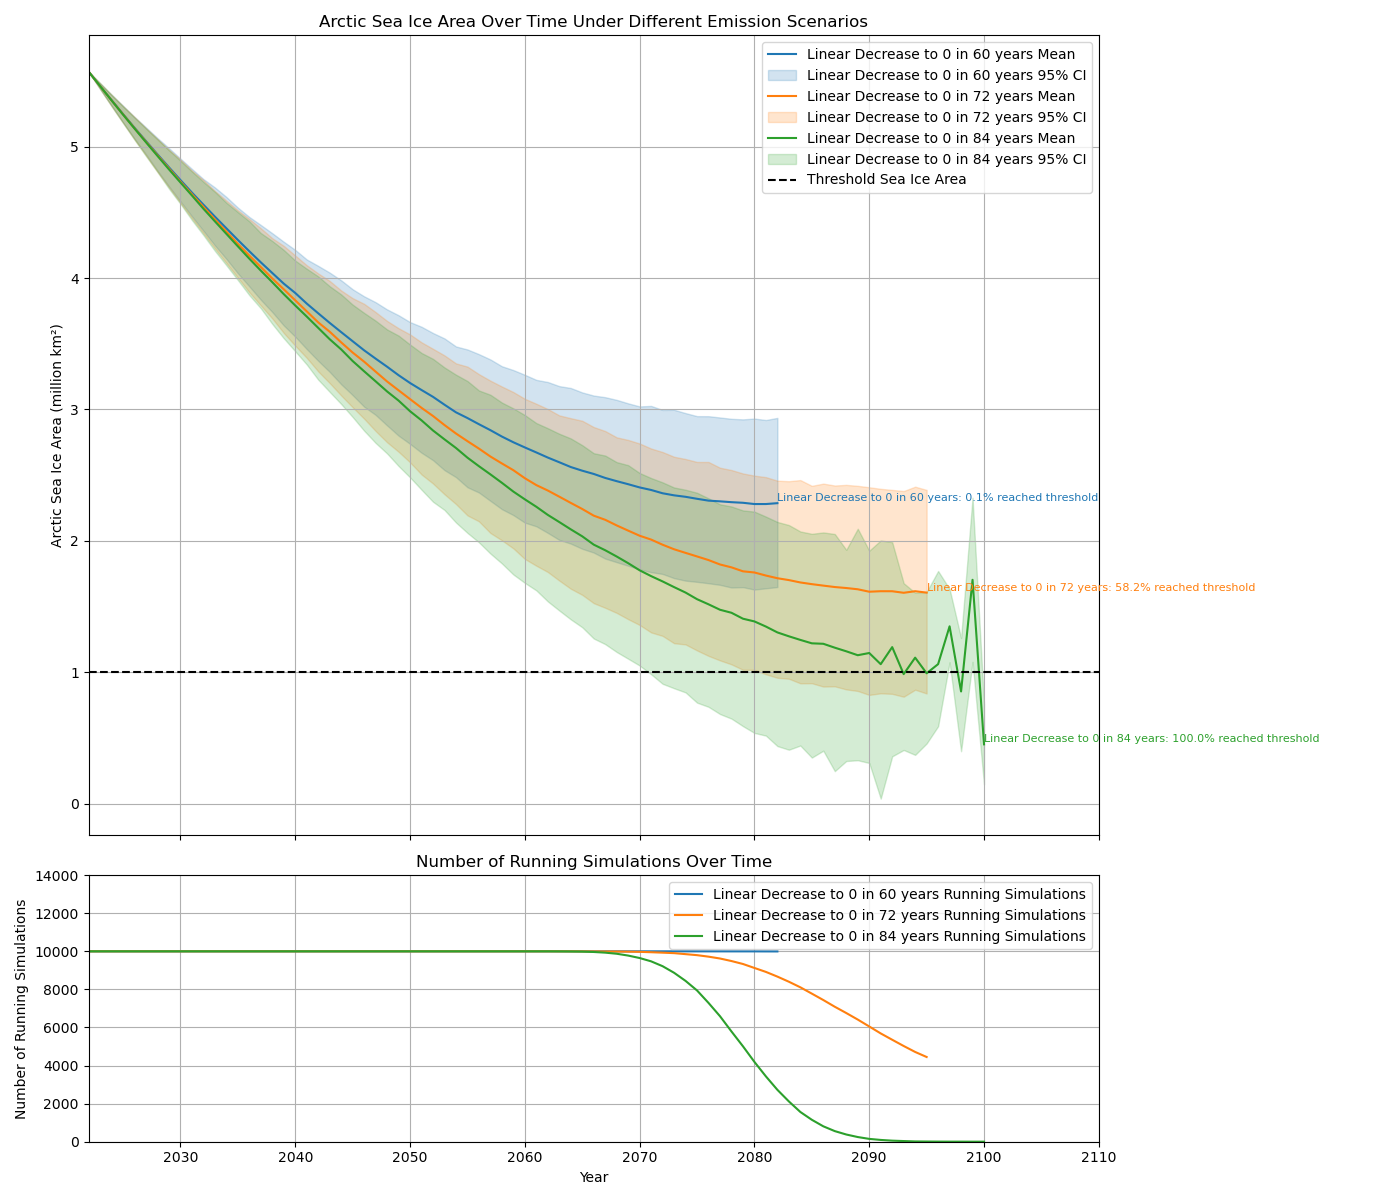 Arctic Sea Ice Area Over Time Under Different Emission Scenarios
Linear Decrease to 0 in 60 years Mean
Linear Decrease to 0 in 60 years 95% CI
Linear Decrease to 0 in 72 years Mean
Linear Decrease to 0 in 72 years 95% CI
Linear Decrease to 0 in 84 years Mean
Linear Decrease to 0 in 84 years 95% CI
Threshold Sea Ice Area
5
4
3
2
1
0
Arctic Sea Ice Area (million km²)
Linear Decrease to 0 in 60 years: 0.1% reached threshold
Linear Decrease to 0 in 72 years: 58.2% reached threshold
Linear Decrease to 0 in 84 years: 100.0% reached threshold
Number of Running Simulations Over Time
Linear Decrease to 0 in 60 years Running Simulations
Linear Decrease to 0 in 72 years Running Simulations
Linear Decrease to 0 in 84 years Running Simulations
14000
12000
10000
8000
6000
4000
2000
0
Number of Running Simulations
2030 2040 2050 2060 2070 2080 2090 2100 2110
Year